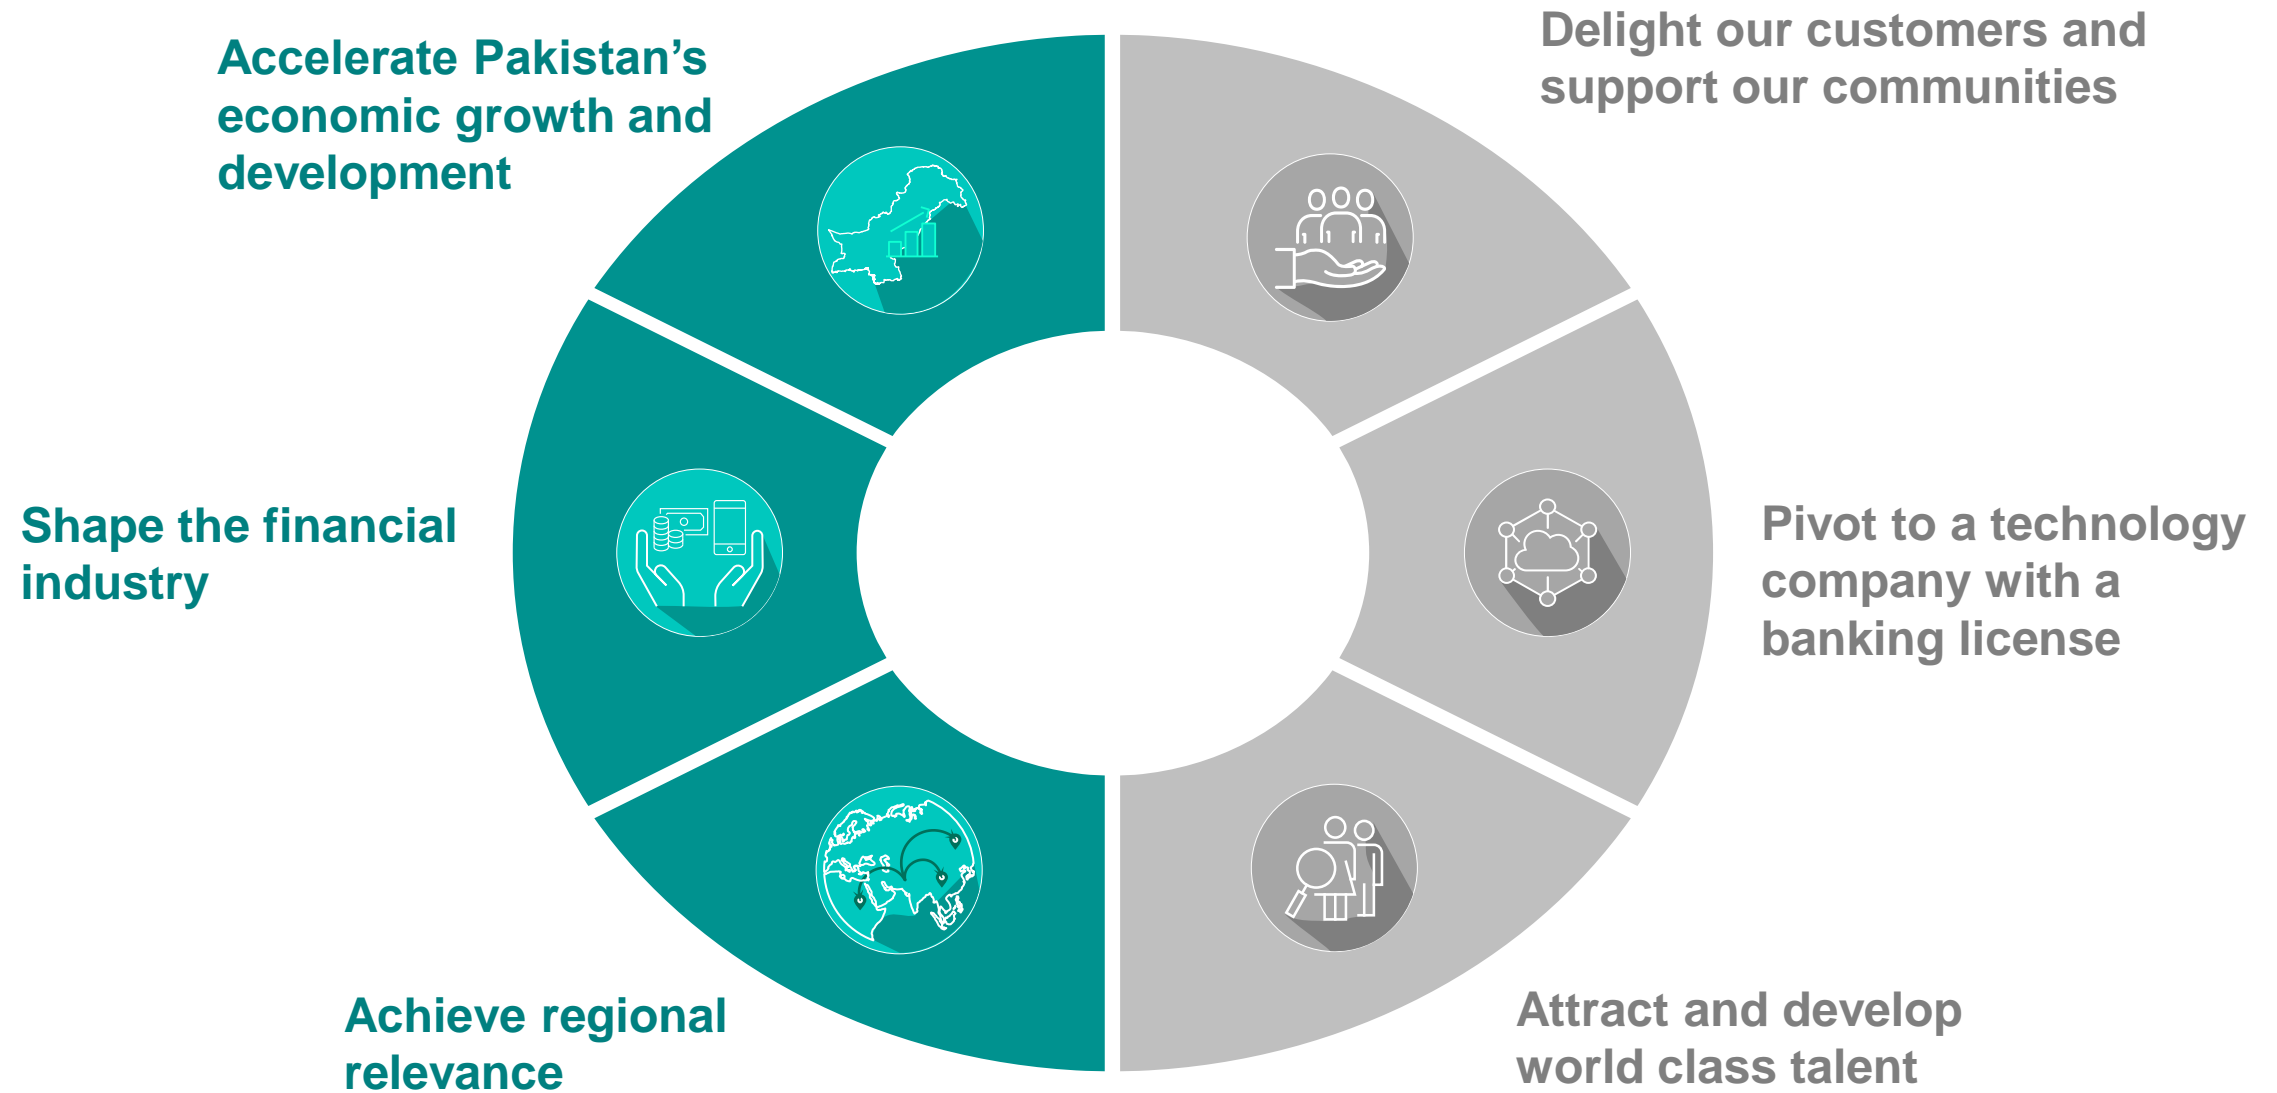 Accelerate Pakistan’s
economic growth and
development
Delight our customers and
support our communities
Shape the financial
industry
Pivot to a technology
company with a
banking license
Achieve regional
relevance
Attract and develop
world class talent